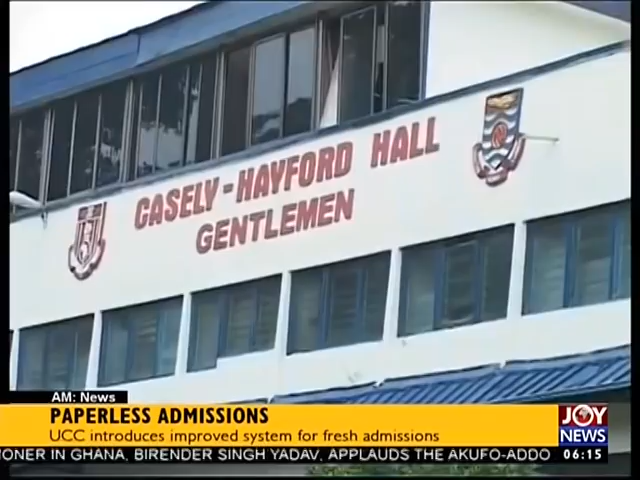 CASELY - HAYFORD HALL
GENTLEMEN
AM: News
PAPERLESS ADMISSIONS
UCC introduces improved system for fresh admissions
JOY
NEWS
IN GHANA, BIRENDER SINGH YADAV, APPLAUDS THE AKUFO-ADDO
06:15